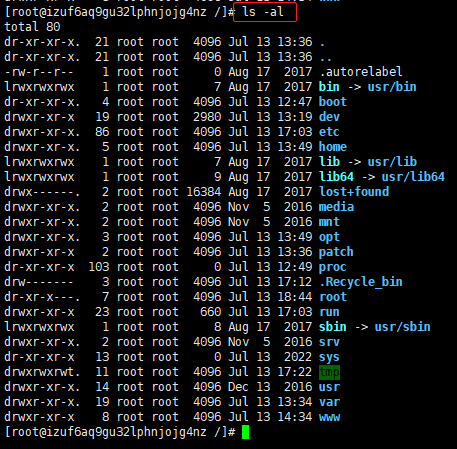 [root@izuf6aq9gu32lphnjojg4nz /]# ls -al
total 80
dr-xr-xr-x. 21 root root 4096 Jul 13 13:36 .
dr-xr-xr-x. 21 root root 4096 Jul 13 13:36 ..
-rw-r--r-- 1 root root 0 Aug 17 2017 .autorelabel
lrwxrwxrwx 1 root root 7 Aug 17 2017 bin -> usr/bin
dr-xr-xr-x. 4 root root 4096 Jul 13 12:47 boot
drwxr-xr-x 19 root root 2980 Jul 13 13:19 dev
drwxr-xr-x. 86 root root 4096 Jul 13 17:03 etc
drwxr-xr-x. 5 root root 4096 Jul 13 13:49 home
lrwxrwxrwx 1 root root 7 Aug 17 2017 lib -> usr/lib
lrwxrwxrwx 1 root root 9 Aug 17 2017 lib64 -> usr/lib64
drwx------. 2 root root 16384 Aug 17 2017 lost+found
drwxr-xr-x. 2 root root 4096 Nov 5 2016 media
drwxr-xr-x. 2 root root 4096 Nov 5 2016 mnt
drwxr-xr-x. 3 root root 4096 Jul 13 13:49 opt
drwxr-xr-x 2 root root 4096 Jul 13 13:36 patch
dr-xr-xr-x 103 root root 0 Jul 13 12:49 proc
drw------- 3 root root 4096 Jul 13 17:12 .Recycle_bin
dr-xr-x---. 7 root root 4096 Jul 13 18:44 root
drwxr-xr-x 23 root root 660 Jul 13 17:03 run
lrwxrwxrwx 1 root root 8 Aug 17 2017 sbin -> usr/sbin
drwxr-xr-x. 2 root root 4096 Nov 5 2016 srv
dr-xr-xr-x 13 root root 0 Jul 13 2022 sys
drwxrwxrwt. 11 root root 4096 Jul 13 17:22 tmp
drwxr-xr-x. 14 root root 4096 Dec 13 2016 usr
drwxr-xr-x. 19 root root 4096 Jul 13 13:34 var
drwxr-xr-x 8 root root 4096 Jul 13 14:34 www
[root@izuf6aq9gu32lphnjojg4nz /]#